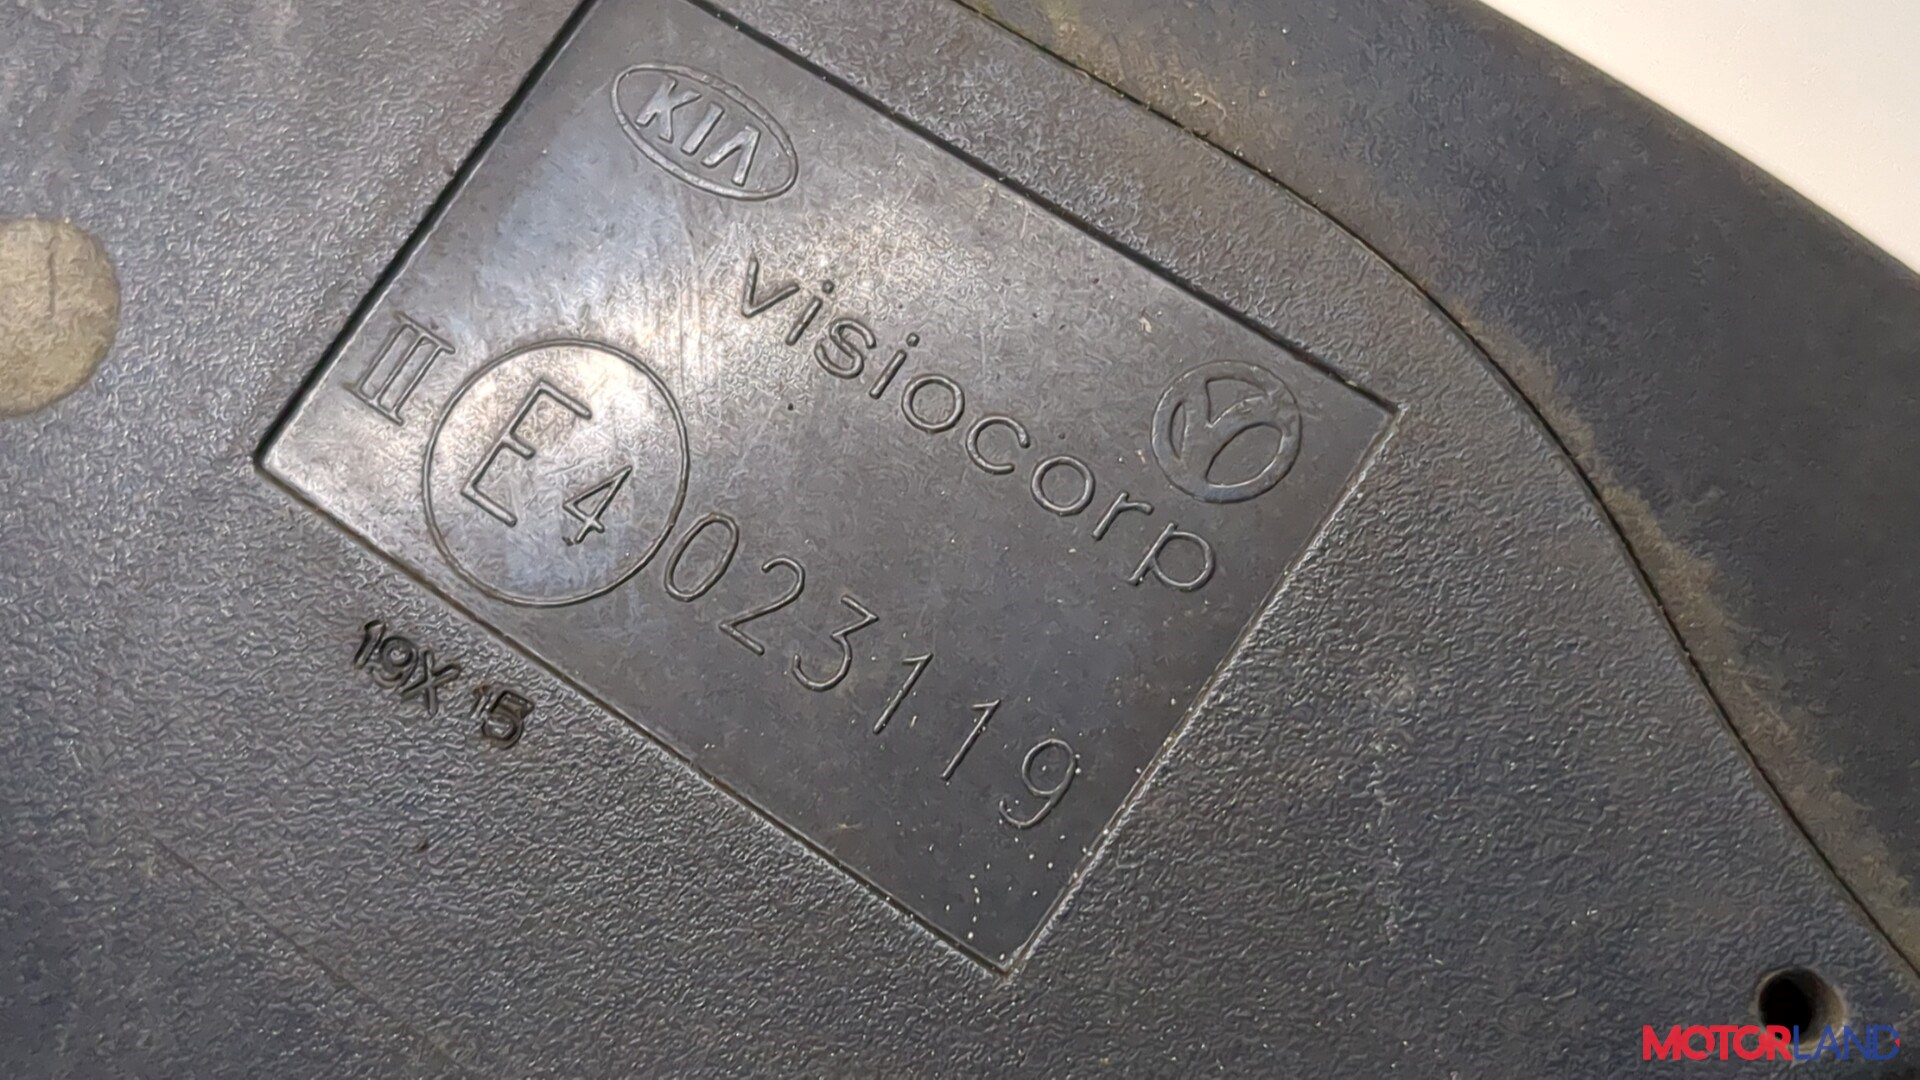 KIA
visiocorp
III E4 023119
19X 15
MOTORLAND